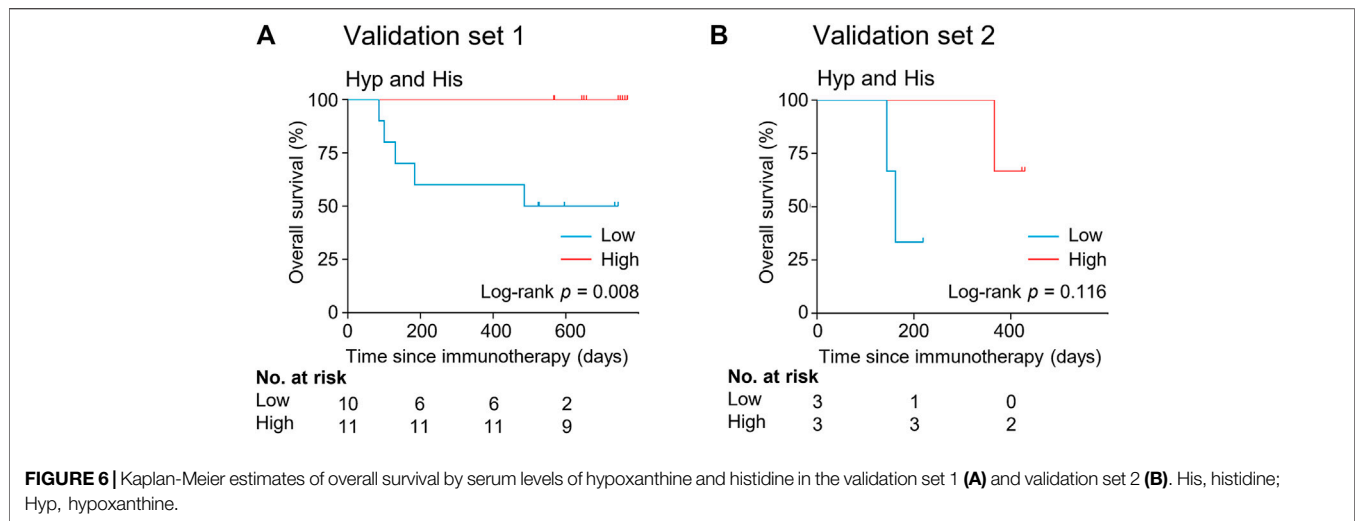 A Validation set 1
Hyp and His
100
75
50
25
0
Overall survival (%)
Low
High
Log-rank p = 0.008
0 200 400 600
Time since immunotherapy (days)
No. at risk
Low 10 6 6 2
High 11 11 11 9
B Validation set 2
Hyp and His
100
75
50
25
0
Overall survival (%)
Low
High
Log-rank p = 0.116
0 200 400
Time since immunotherapy (days)
No. at risk
Low 3 1 0
High 3 3 2
FIGURE 6 | Kaplan-Meier estimates of overall survival by serum levels of hypoxanthine and histidine in the validation set 1 (A) and validation set 2 (B). His, histidine;
Hyp, hypoxanthine.